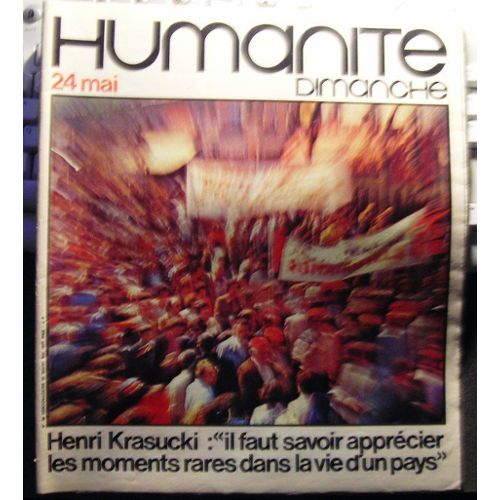 Humanite
Dimanche
24 mai
Henri Krasucki :“il faut savoir apprécier
les moments rares dans la vie d'un pays”